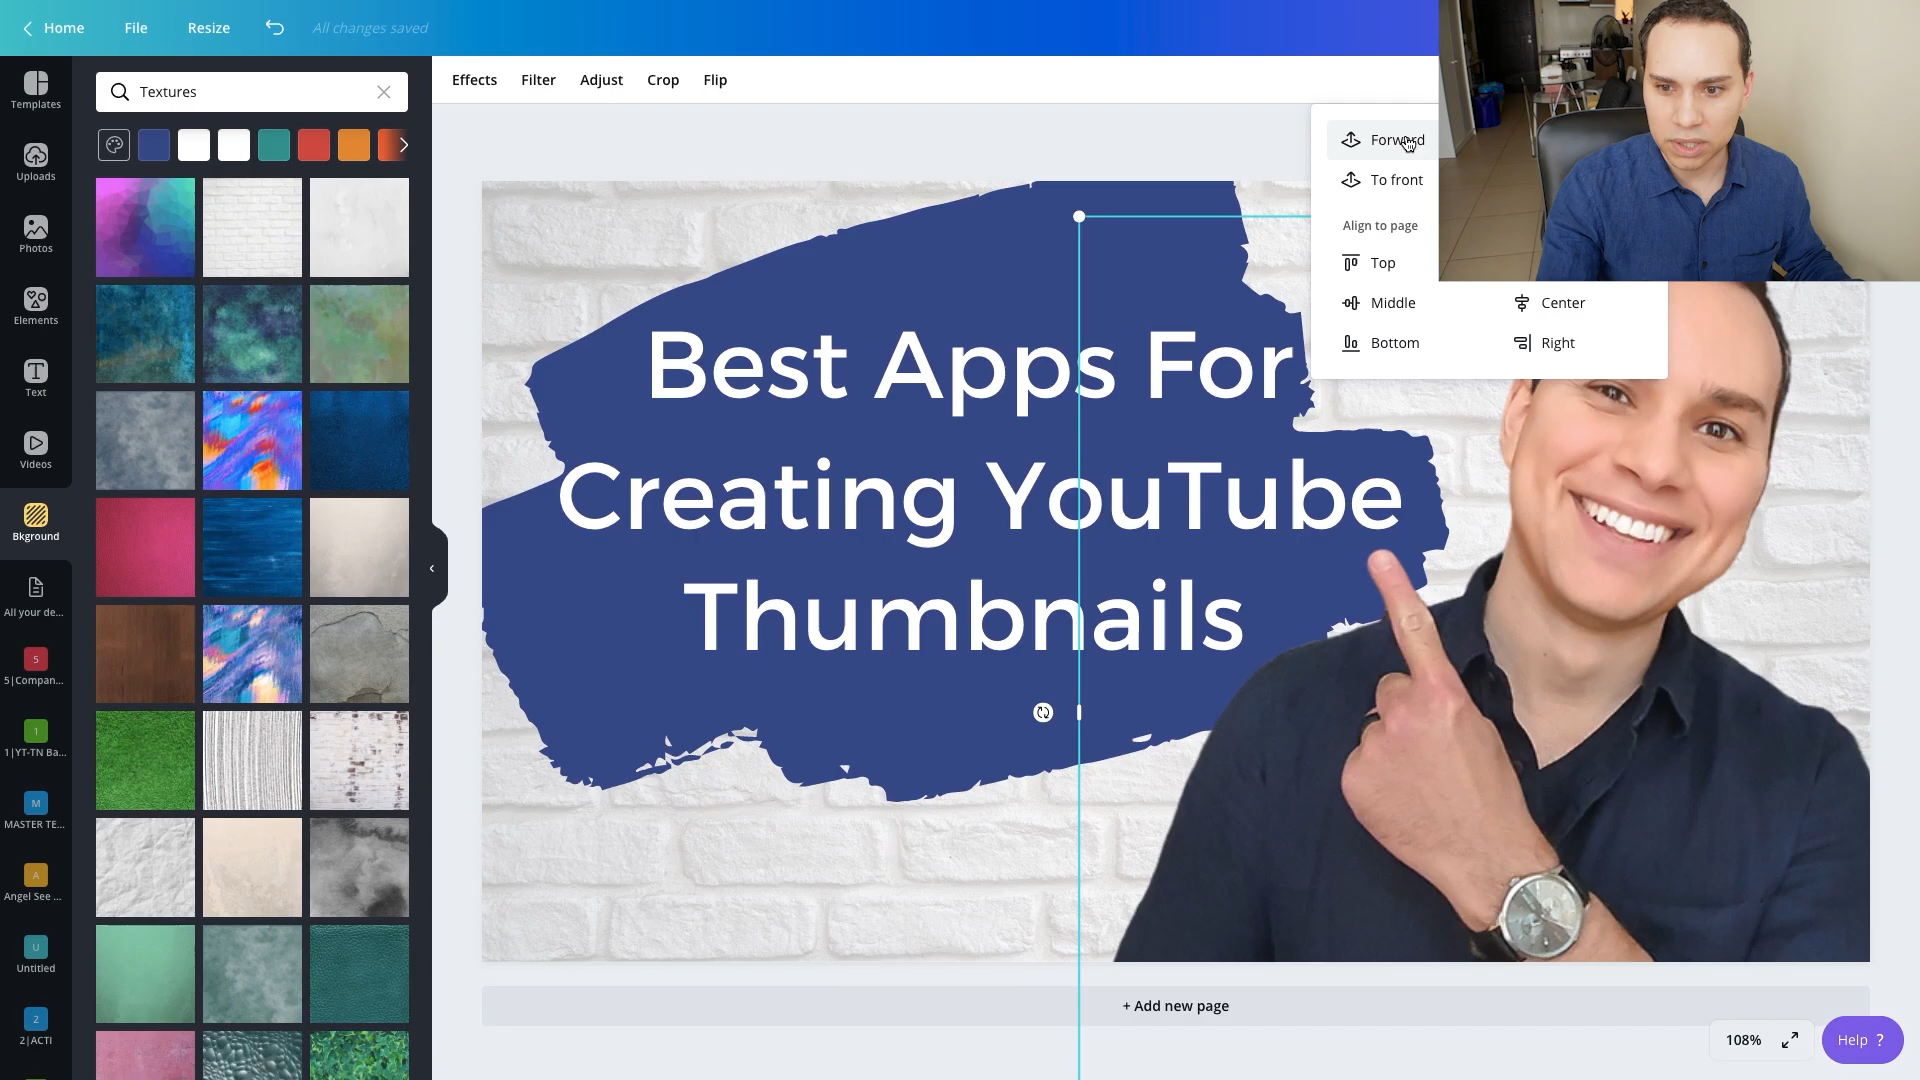 Home File Resize All changes saved
Templates
Uploads
Photos
Elements
Text
Videos
Bkground
All your de...
5
5|Compan...
1
1|YT-TN Ba...
M
MASTER TE...
A
Angel See ...
U
Untitled
2
2|ACTI
Textures
Effects Filter Adjust Crop Flip
Forward
To front
Align to page
Top
Middle Center
Bottom Right
Best Apps For
Creating YouTube
Thumbnails
+ Add new page
108%
Help ?